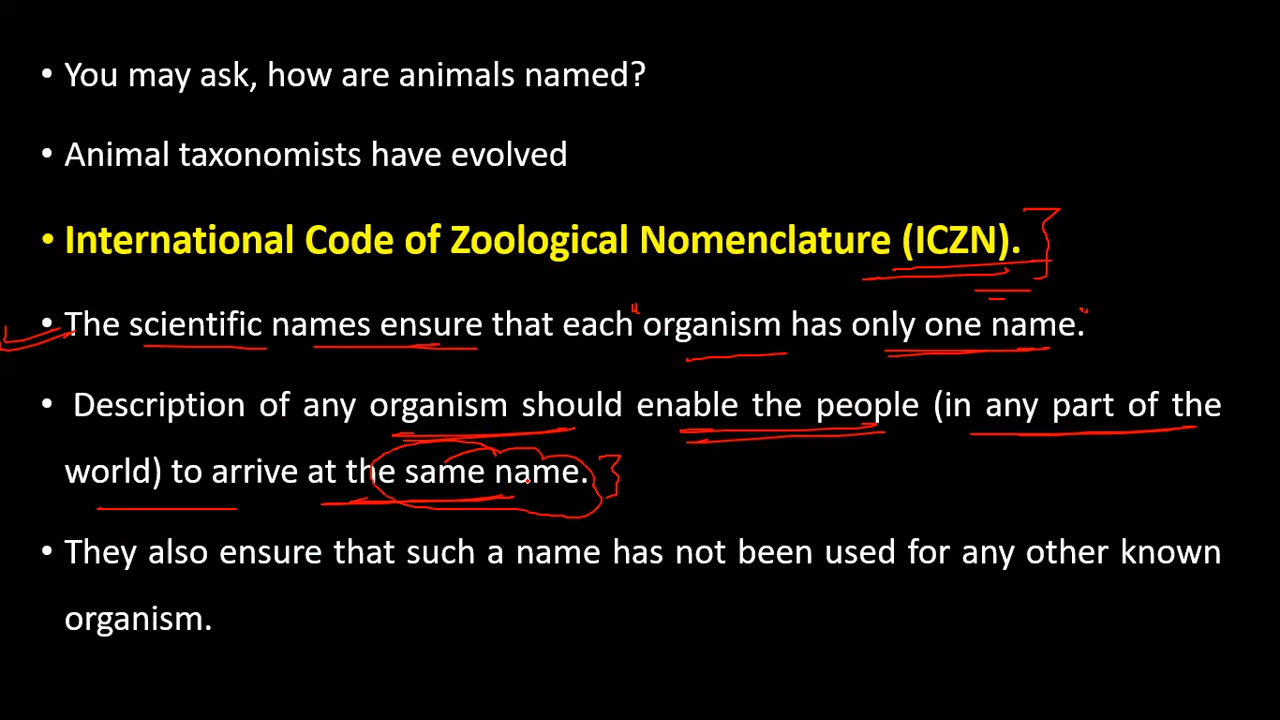 • You may ask, how are animals named?
• Animal taxonomists have evolved
• International Code of Zoological Nomenclature (ICZN).
• The scientific names ensure that each "organism has only one name."
• Description of any organism should enable the people (in any part of the
world) to arrive at the same name.
• They also ensure that such a name has not been used for any other known
organism.